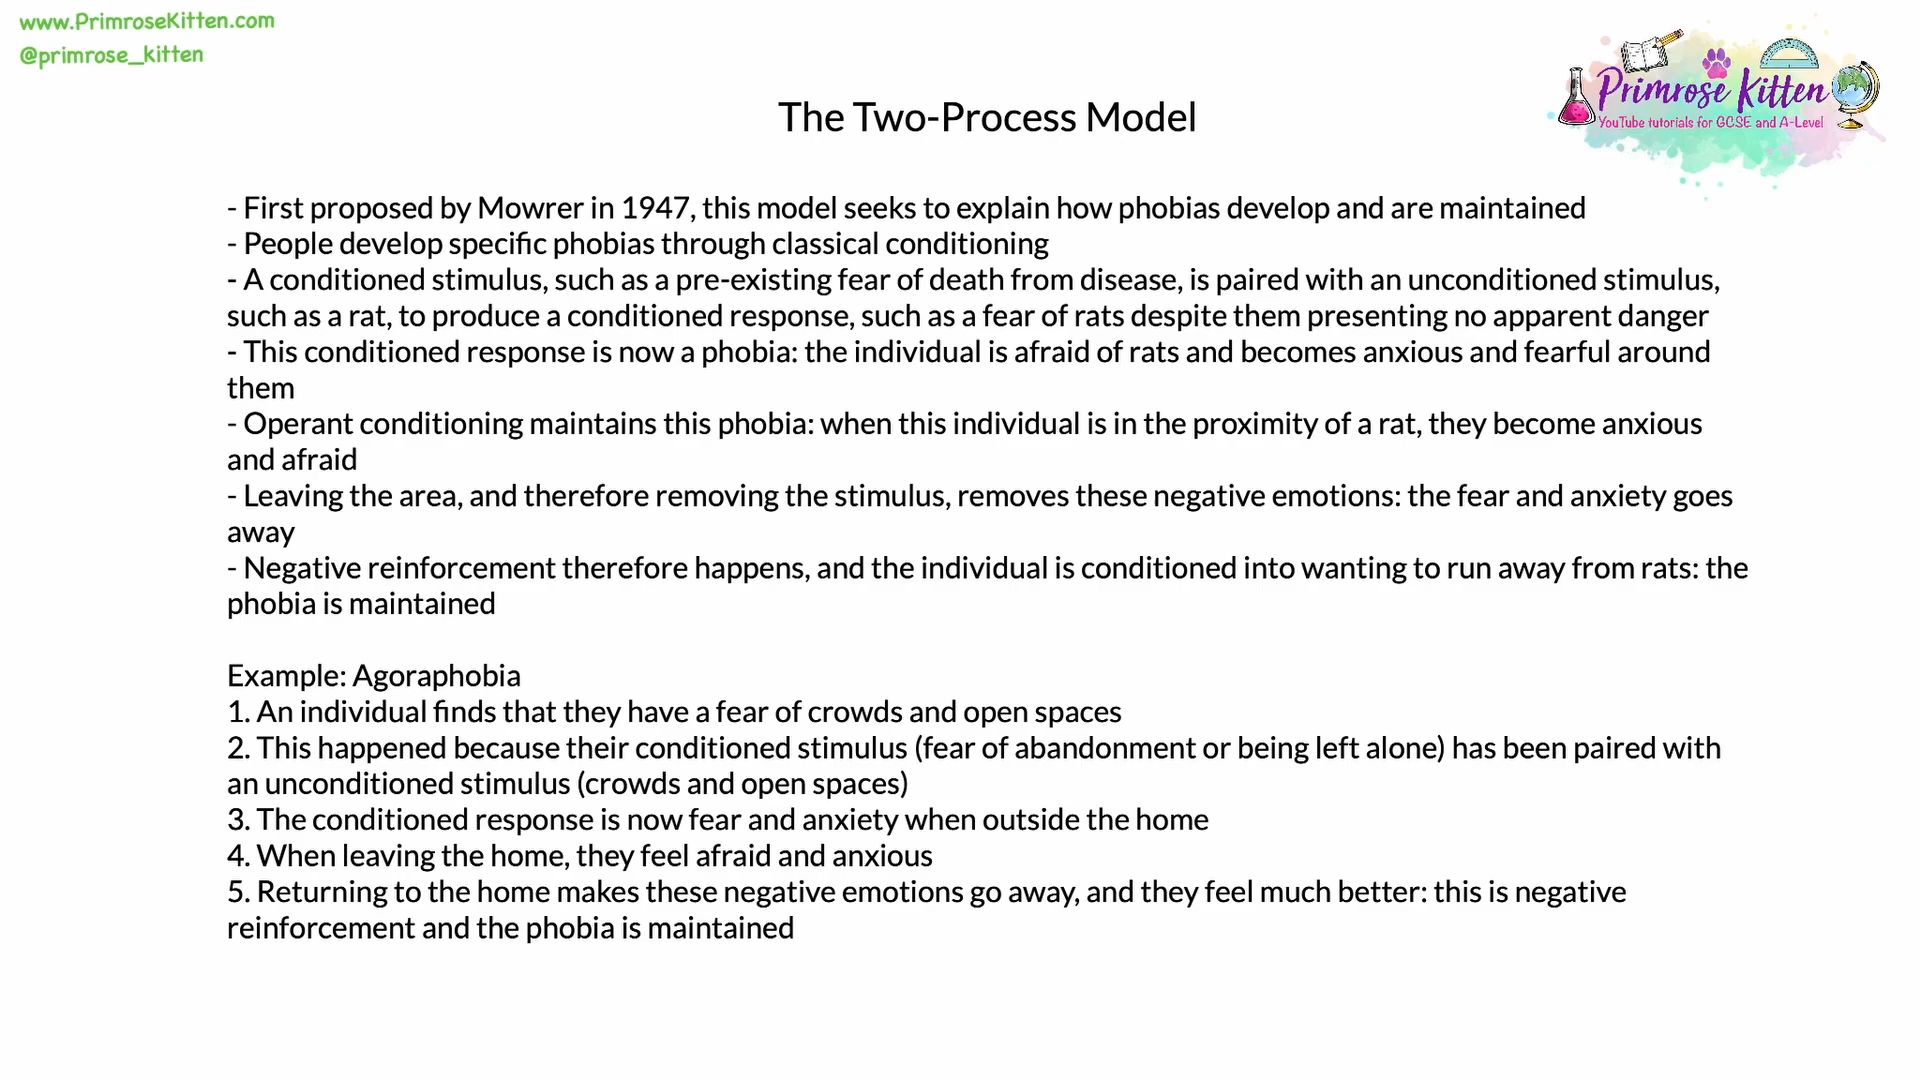 www.PrimroseKitten.com
@primrose_kitten
Primrose Kitten
YouTube tutorials for GCSE and A-Level
The Two-Process Model
- First proposed by Mowrer in 1947, this model seeks to explain how phobias develop and are maintained
- People develop specific phobias through classical conditioning
- A conditioned stimulus, such as a pre-existing fear of death from disease, is paired with an unconditioned stimulus,
such as a rat, to produce a conditioned response, such as a fear of rats despite them presenting no apparent danger
- This conditioned response is now a phobia: the individual is afraid of rats and becomes anxious and fearful around
them
- Operant conditioning maintains this phobia: when this individual is in the proximity of a rat, they become anxious
and afraid
- Leaving the area, and therefore removing the stimulus, removes these negative emotions: the fear and anxiety goes
away
- Negative reinforcement therefore happens, and the individual is conditioned into wanting to run away from rats: the
phobia is maintained
Example: Agoraphobia
1. An individual finds that they have a fear of crowds and open spaces
2. This happened because their conditioned stimulus (fear of abandonment or being left alone) has been paired with
an unconditioned stimulus (crowds and open spaces)
3. The conditioned response is now fear and anxiety when outside the home
4. When leaving the home, they feel afraid and anxious
5. Returning to the home makes these negative emotions go away, and they feel much better: this is negative
reinforcement and the phobia is maintained